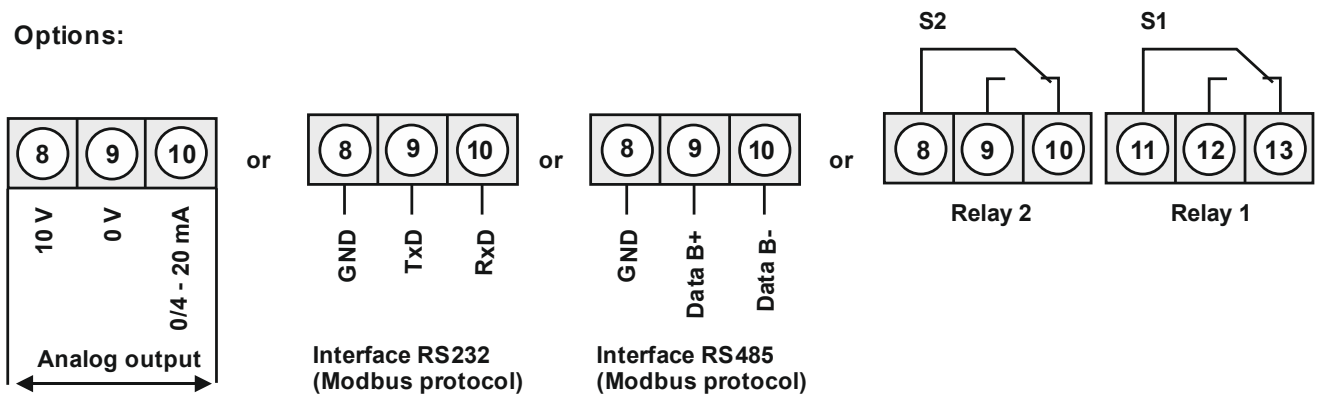 Options:
S2 S1
8 9 10 or 8 9 10 or 8 9 10 or 8 9 10 11 12 13
Relay 2 Relay 1
10 V
0 V
0/4 - 20 mA
Analog output
GND
TxD
RxD
Interface RS232
(Modbus protocol)
GND
Data B+
Data B-
Interface RS485
(Modbus protocol)